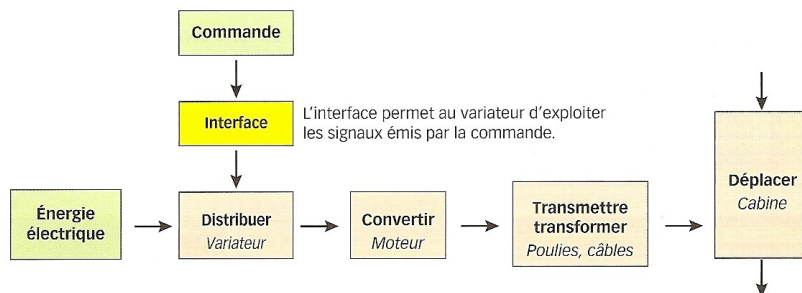 Commande
Interface
L'interface permet au variateur d'exploiter
les signaux émis par la commande.
Énergie
électrique
Distribuer
Variateur
Convertir
Moteur
Transmettre
transformer
Poulies, câbles
Déplacer
Cabine